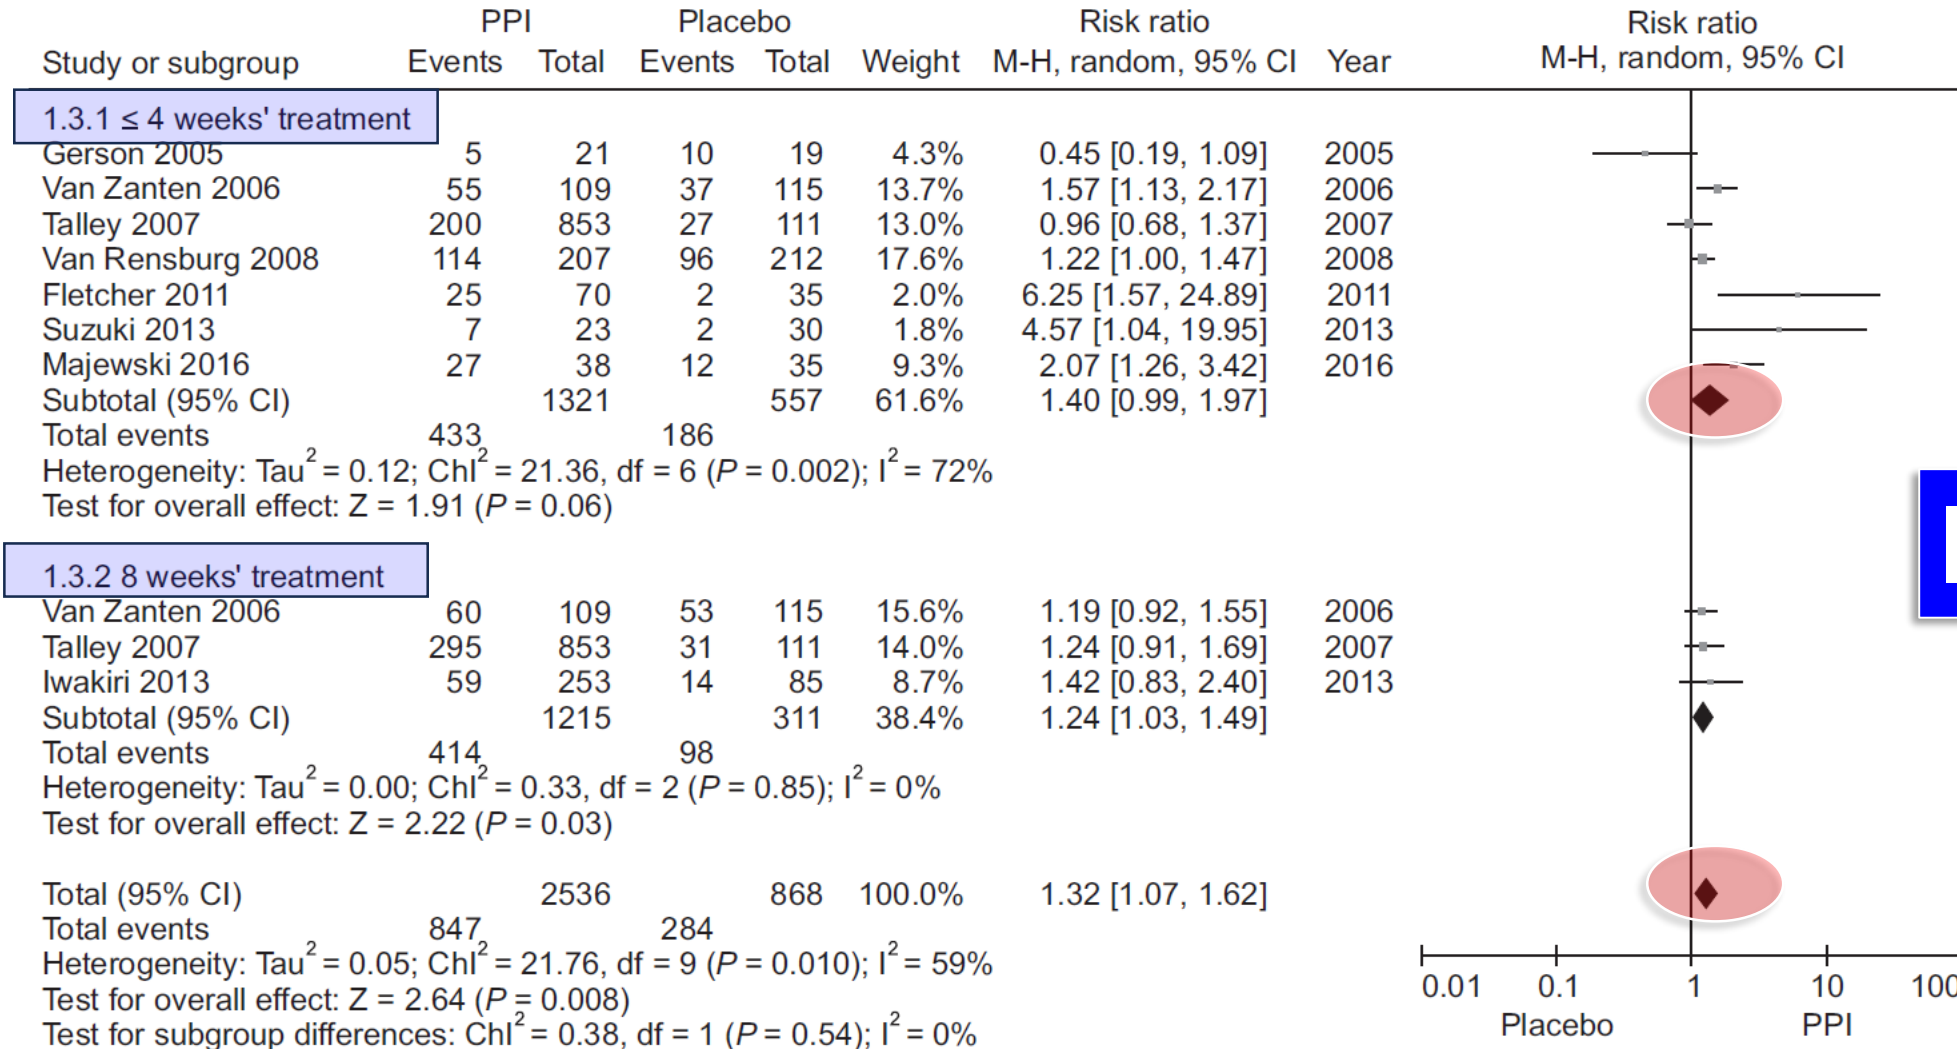 PPI Placebo Risk ratio Risk ratio
Study or subgroup Events Total Events Total Weight M-H, random, 95% CI Year M-H, random, 95% CI
1.3.1 ≤ 4 weeks' treatment
Gerson 2005 5 21 10 19 4.3% 0.45 [0.19, 1.09] 2005
Van Zanten 2006 55 109 37 115 13.7% 1.57 [1.13, 2.17] 2006
Talley 2007 200 853 27 111 13.0% 0.96 [0.68, 1.37] 2007
Van Rensburg 2008 114 207 96 212 17.6% 1.22 [1.00, 1.47] 2008
Fletcher 2011 25 70 2 35 2.0% 6.25 [1.57, 24.89] 2011
Suzuki 2013 7 23 2 30 1.8% 4.57 [1.04, 19.95] 2013
Majewski 2016 27 38 12 35 9.3% 2.07 [1.26, 3.42] 2016
Subtotal (95% CI) 1321 557 61.6% 1.40 [0.99, 1.97]
Total events 433 186
Heterogeneity: Tau² = 0.12; ChI² = 21.36, df = 6 (P = 0.002); I² = 72%
Test for overall effect: Z = 1.91 (P = 0.06)
1.3.2 8 weeks' treatment
Van Zanten 2006 60 109 53 115 15.6% 1.19 [0.92, 1.55] 2006
Talley 2007 295 853 31 111 14.0% 1.24 [0.91, 1.69] 2007
Iwakiri 2013 59 253 14 85 8.7% 1.42 [0.83, 2.40] 2013
Subtotal (95% CI) 1215 311 38.4% 1.24 [1.03, 1.49]
Total events 414 98
Heterogeneity: Tau² = 0.00; ChI² = 0.33, df = 2 (P = 0.85); I² = 0%
Test for overall effect: Z = 2.22 (P = 0.03)
Total (95% CI) 2536 868 100.0% 1.32 [1.07, 1.62]
Total events 847 284
Heterogeneity: Tau² = 0.05; ChI² = 21.76, df = 9 (P = 0.010); I² = 59%
Test for overall effect: Z = 2.64 (P = 0.008)
Test for subgroup differences: ChI² = 0.38, df = 1 (P = 0.54); I² = 0%
0.01 0.1 1 10 100
Placebo PPI